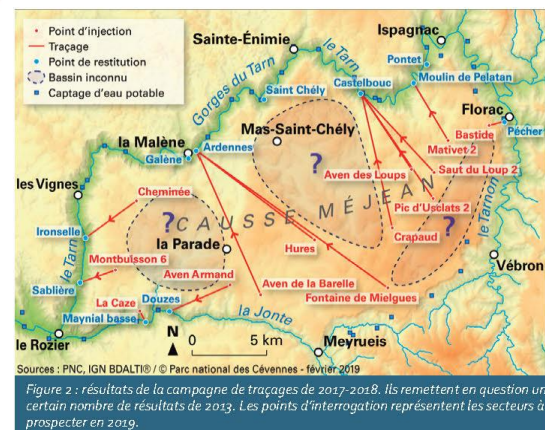 Point d'injection
Traçage
Point de restitution
Bassin inconnu
Captage d'eau potable
Sainte-Énimie
le Tarn
Ispagnac
Pontet
Moulin de Pelatan
Castelbouc
Saint Chély
Gorges du Tarn
Florac
Pécher
Bastide
Mativet 2
Mas-Saint-Chély
la Malène
Ardennes
Galène
?
Aven des Loups
Saut du Loup 2
les Vignes
Cheminée
CAUSSE MÉJEAN
Pic d'Usclats 2
?
?
le Tarnon
Ironselle
la Parade
Hures
Crapaud
Vébron
le Tarn
Montbuisson 6
Aven Armand
Aven de la Barelle
Fontaine de Mielgues
Sablière
La Caze
Douzes
Maynial basse
la Jonte
le Rozier
N
0 5 km
Meyrueis
Sources : PNC, IGN BDALTI® / © Parc national des Cévennes - février 2019
Figure 2 : résultats de la campagne de traçages de 2017-2018. Ils remettent en question un
certain nombre de résultats de 2013. Les points d'interrogation représentent les secteurs à
prospecter en 2019.